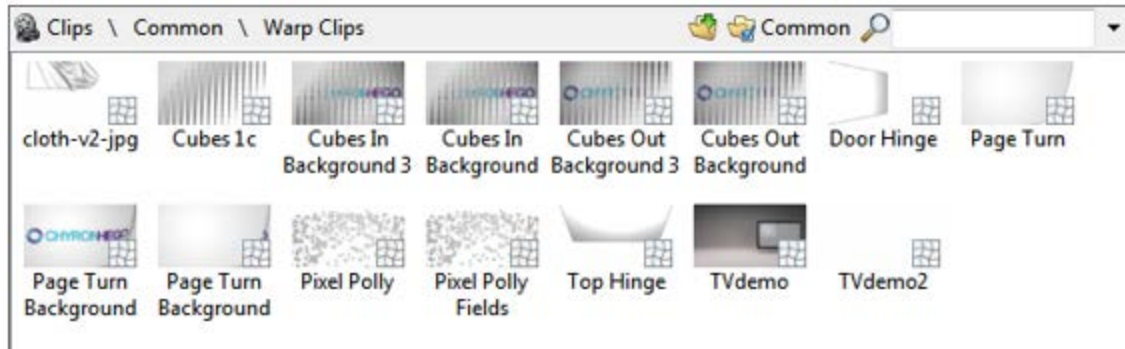 Clips \ Common \ Warp Clips Common
cloth-v2-jpg Cubes 1c Cubes In Cubes In Cubes Out Cubes Out Door Hinge Page Turn
Background 3 Background Background 3 Background
CHYRONHEGO
Page Turn Page Turn Pixel Polly Pixel Polly Top Hinge TVdemo TVdemo2
Background Background Fields